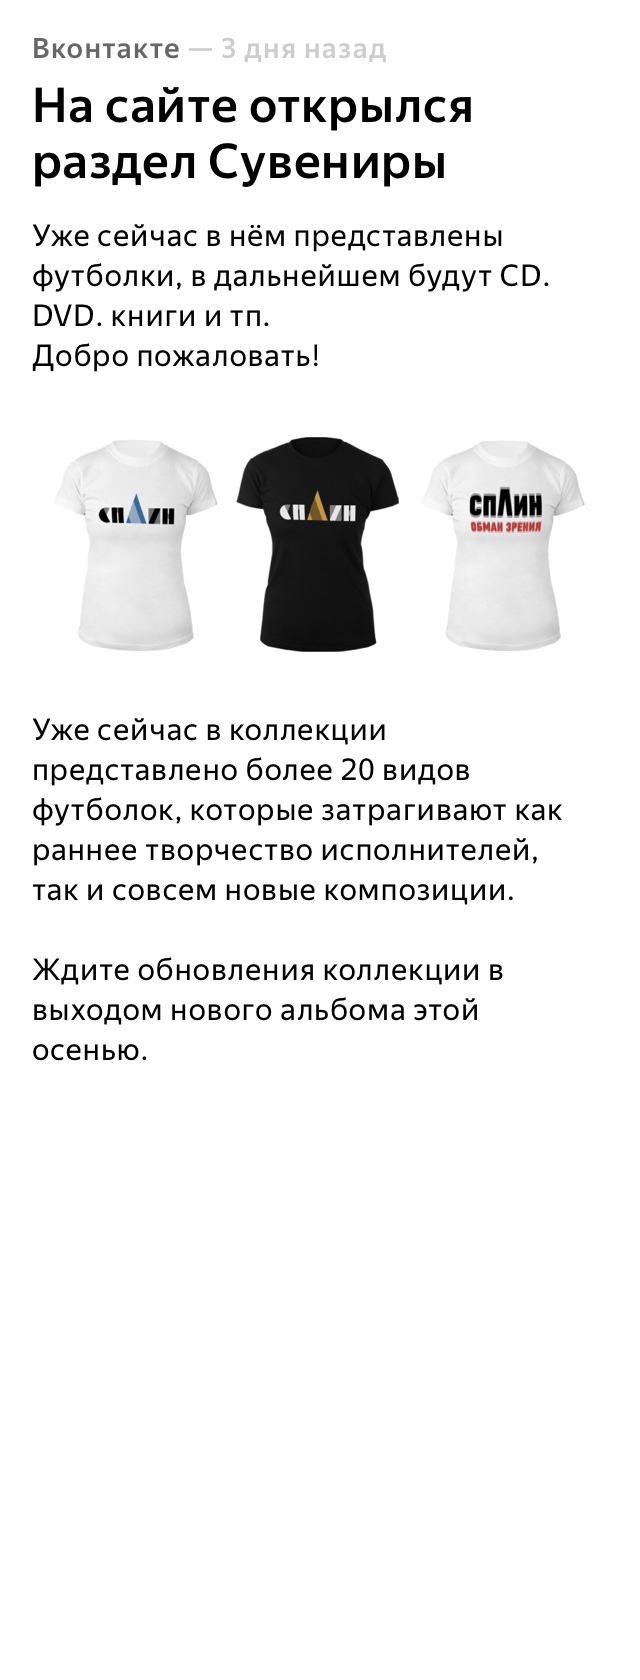 Вконтакте — 3 дня назад
На сайте открылся
раздел Сувениры
Уже сейчас в нём представлены
футболки, в дальнейшем будут CD.
DVD. книги и тп.
Добро пожаловать!
сплин
сплин
сплин
ОБМАН ЗРЕНИЯ
Уже сейчас в коллекции
представлено более 20 видов
футболок, которые затрагивают как
раннее творчество исполнителей,
так и совсем новые композиции.
Ждите обновления коллекции в
выходом нового альбома этой
осенью.